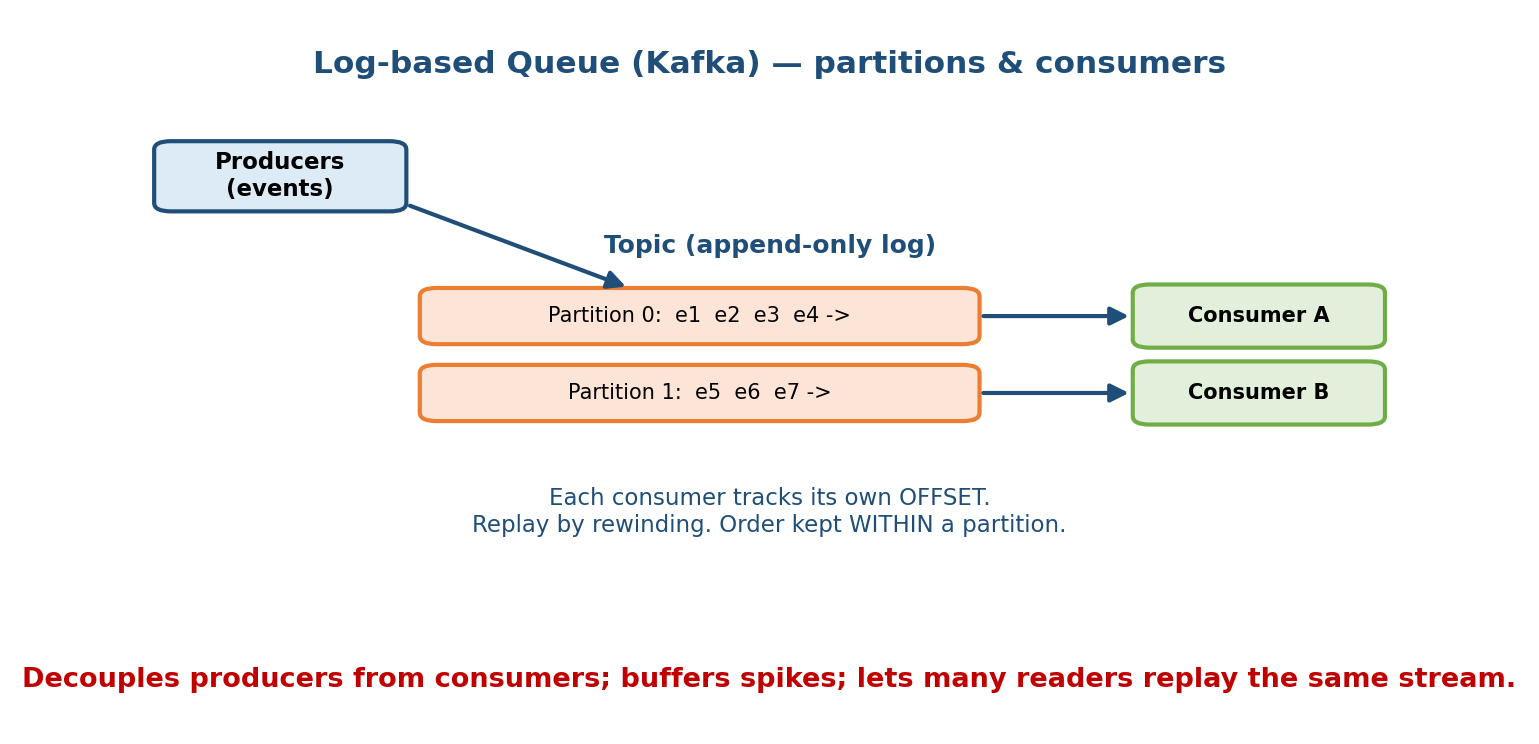 Log-based Queue (Kafka) — partitions & consumers
Producers
(events)
Topic (append-only log)
Partition 0:  e1  e2  e3  e4 ->
Consumer A
Partition 1:  e5  e6  e7 ->
Consumer B
Each consumer tracks its own OFFSET.
Replay by rewinding. Order kept WITHIN a partition.
Decouples producers from consumers; buffers spikes; lets many readers replay the same stream.